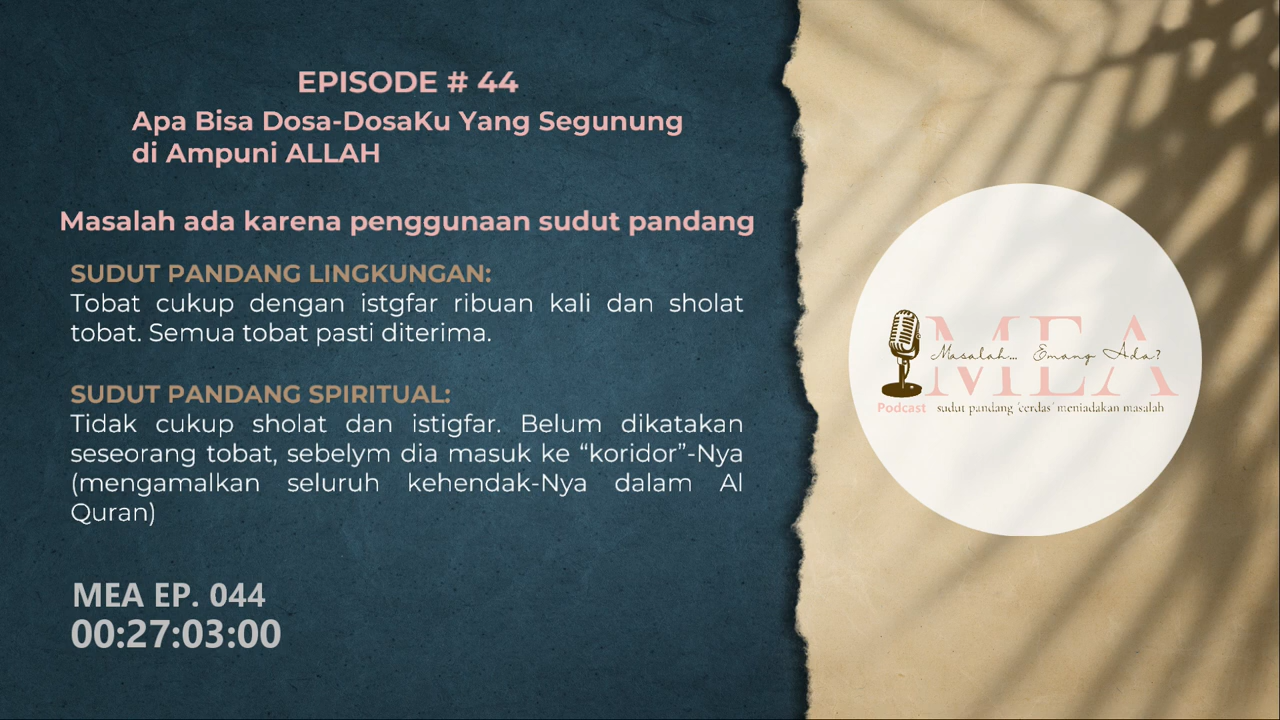 EPISODE # 44
Apa Bisa Dosa-DosaKu Yang Segunung
di Ampuni ALLAH
Masalah ada karena penggunaan sudut pandang
SUDUT PANDANG LINGKUNGAN:
Tobat cukup dengan istgfar ribuan kali dan sholat
tobat. Semua tobat pasti diterima.
SUDUT PANDANG SPIRITUAL:
Tidak cukup sholat dan istigfar. Belum dikatakan
seseorang tobat, sebelym dia masuk ke “koridor”-Nya
(mengamalkan seluruh kehendak-Nya dalam Al
Quran)
MEA EP. 044
00:27:03:00
MEA
Masalah... Emang Ada?
Podcast sudut pandang 'cerdas' meniadakan masalah